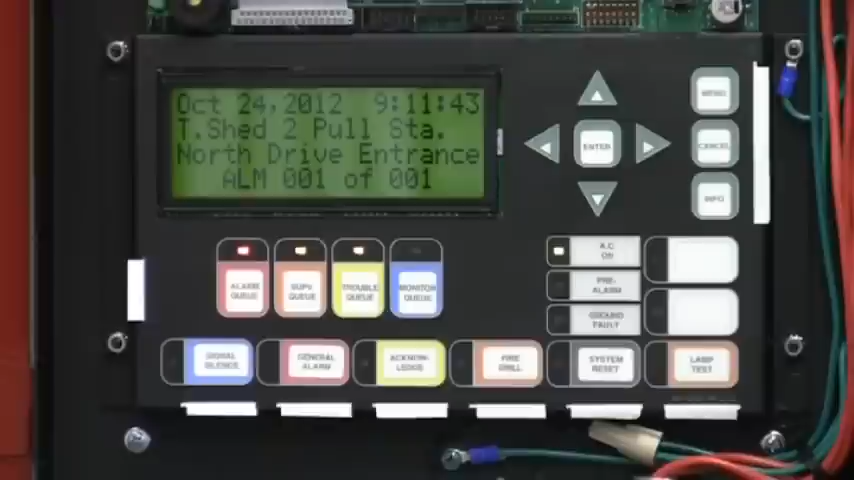 Oct 24,2012 9:11:43
T.Shed 2 Pull Sta.
North Drive Entrance
ALM 001 of 001
ENTER
MENU
CANCEL
INFO
ALARM
QUEUE
SUPV
QUEUE
TROUBLE
QUEUE
MONITOR
QUEUE
A.C
ON
PRE-
ALARM
GROUND
FAULT
SIGNAL
SILENCE
GENERAL
ALARM
ACKNOW-
LEDGE
FIRE
DRILL
SYSTEM
RESET
LAMP
TEST